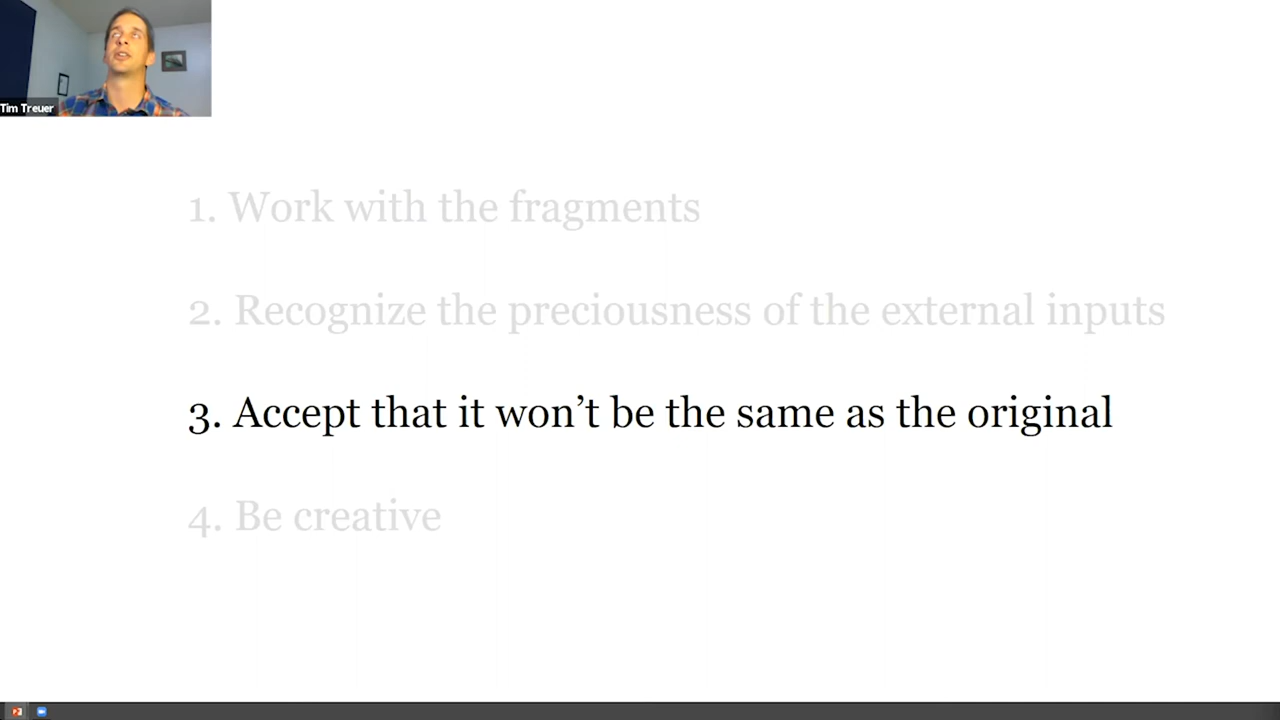 Tim Treuer
1. Work with the fragments
2. Recognize the preciousness of the external inputs
3. Accept that it won’t be the same as the original
4. Be creative